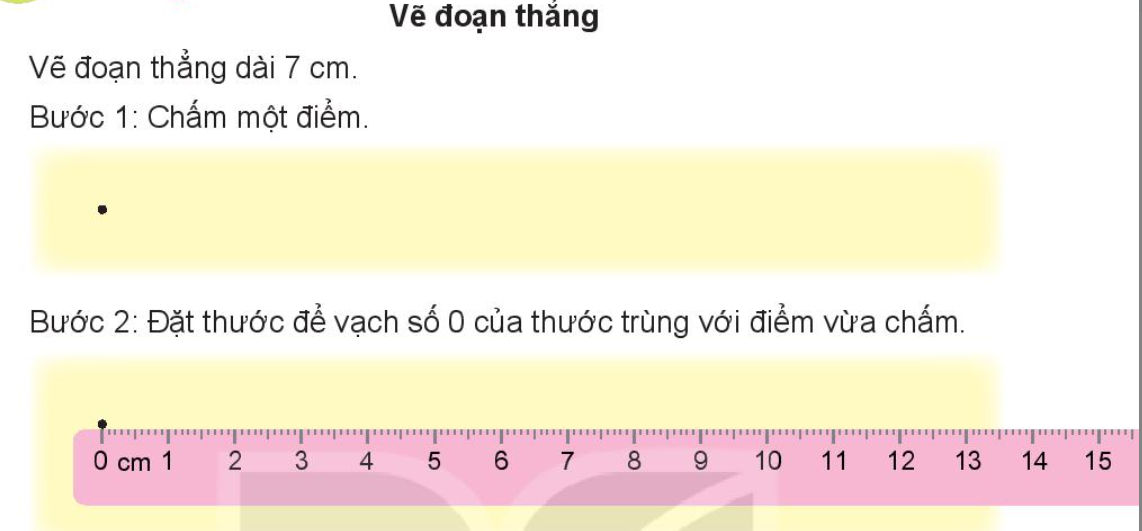 Vẽ đoạn thẳng
Vẽ đoạn thẳng dài 7 cm.
Bước 1: Chấm một điểm.
Bước 2: Đặt thước để vạch số 0 của thước trùng với điểm vừa chấm.
0 cm 1 2 3 4 5 6 7 8 9 10 11 12 13 14 15